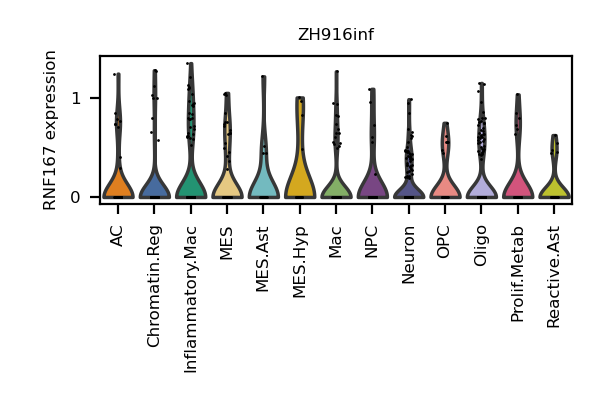 ZH916inf
RNF167 expression
1
0
AC
Chromatin.Reg
Inflammatory.Mac
MES
MES.Ast
MES.Hyp
Mac
NPC
Neuron
OPC
Oligo
Prolif.Metab
Reactive.Ast